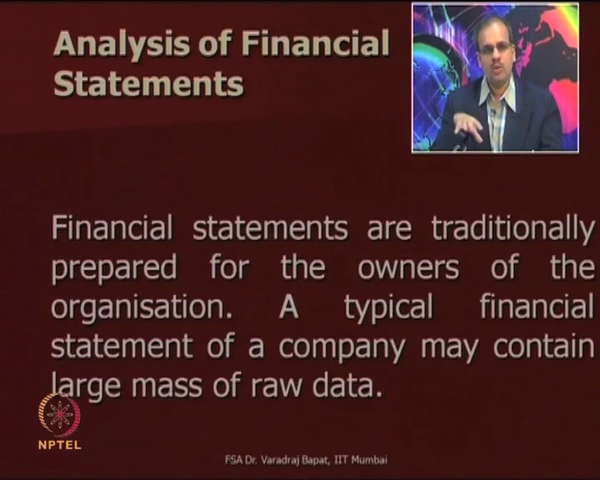 Analysis of Financial
Statements
Financial statements are traditionally
prepared for the owners of the
organisation. A typical financial
statement of a company may contain
large mass of raw data.
NPTEL
FSA Dr. Varadraj Bapat, IIT Mumbai